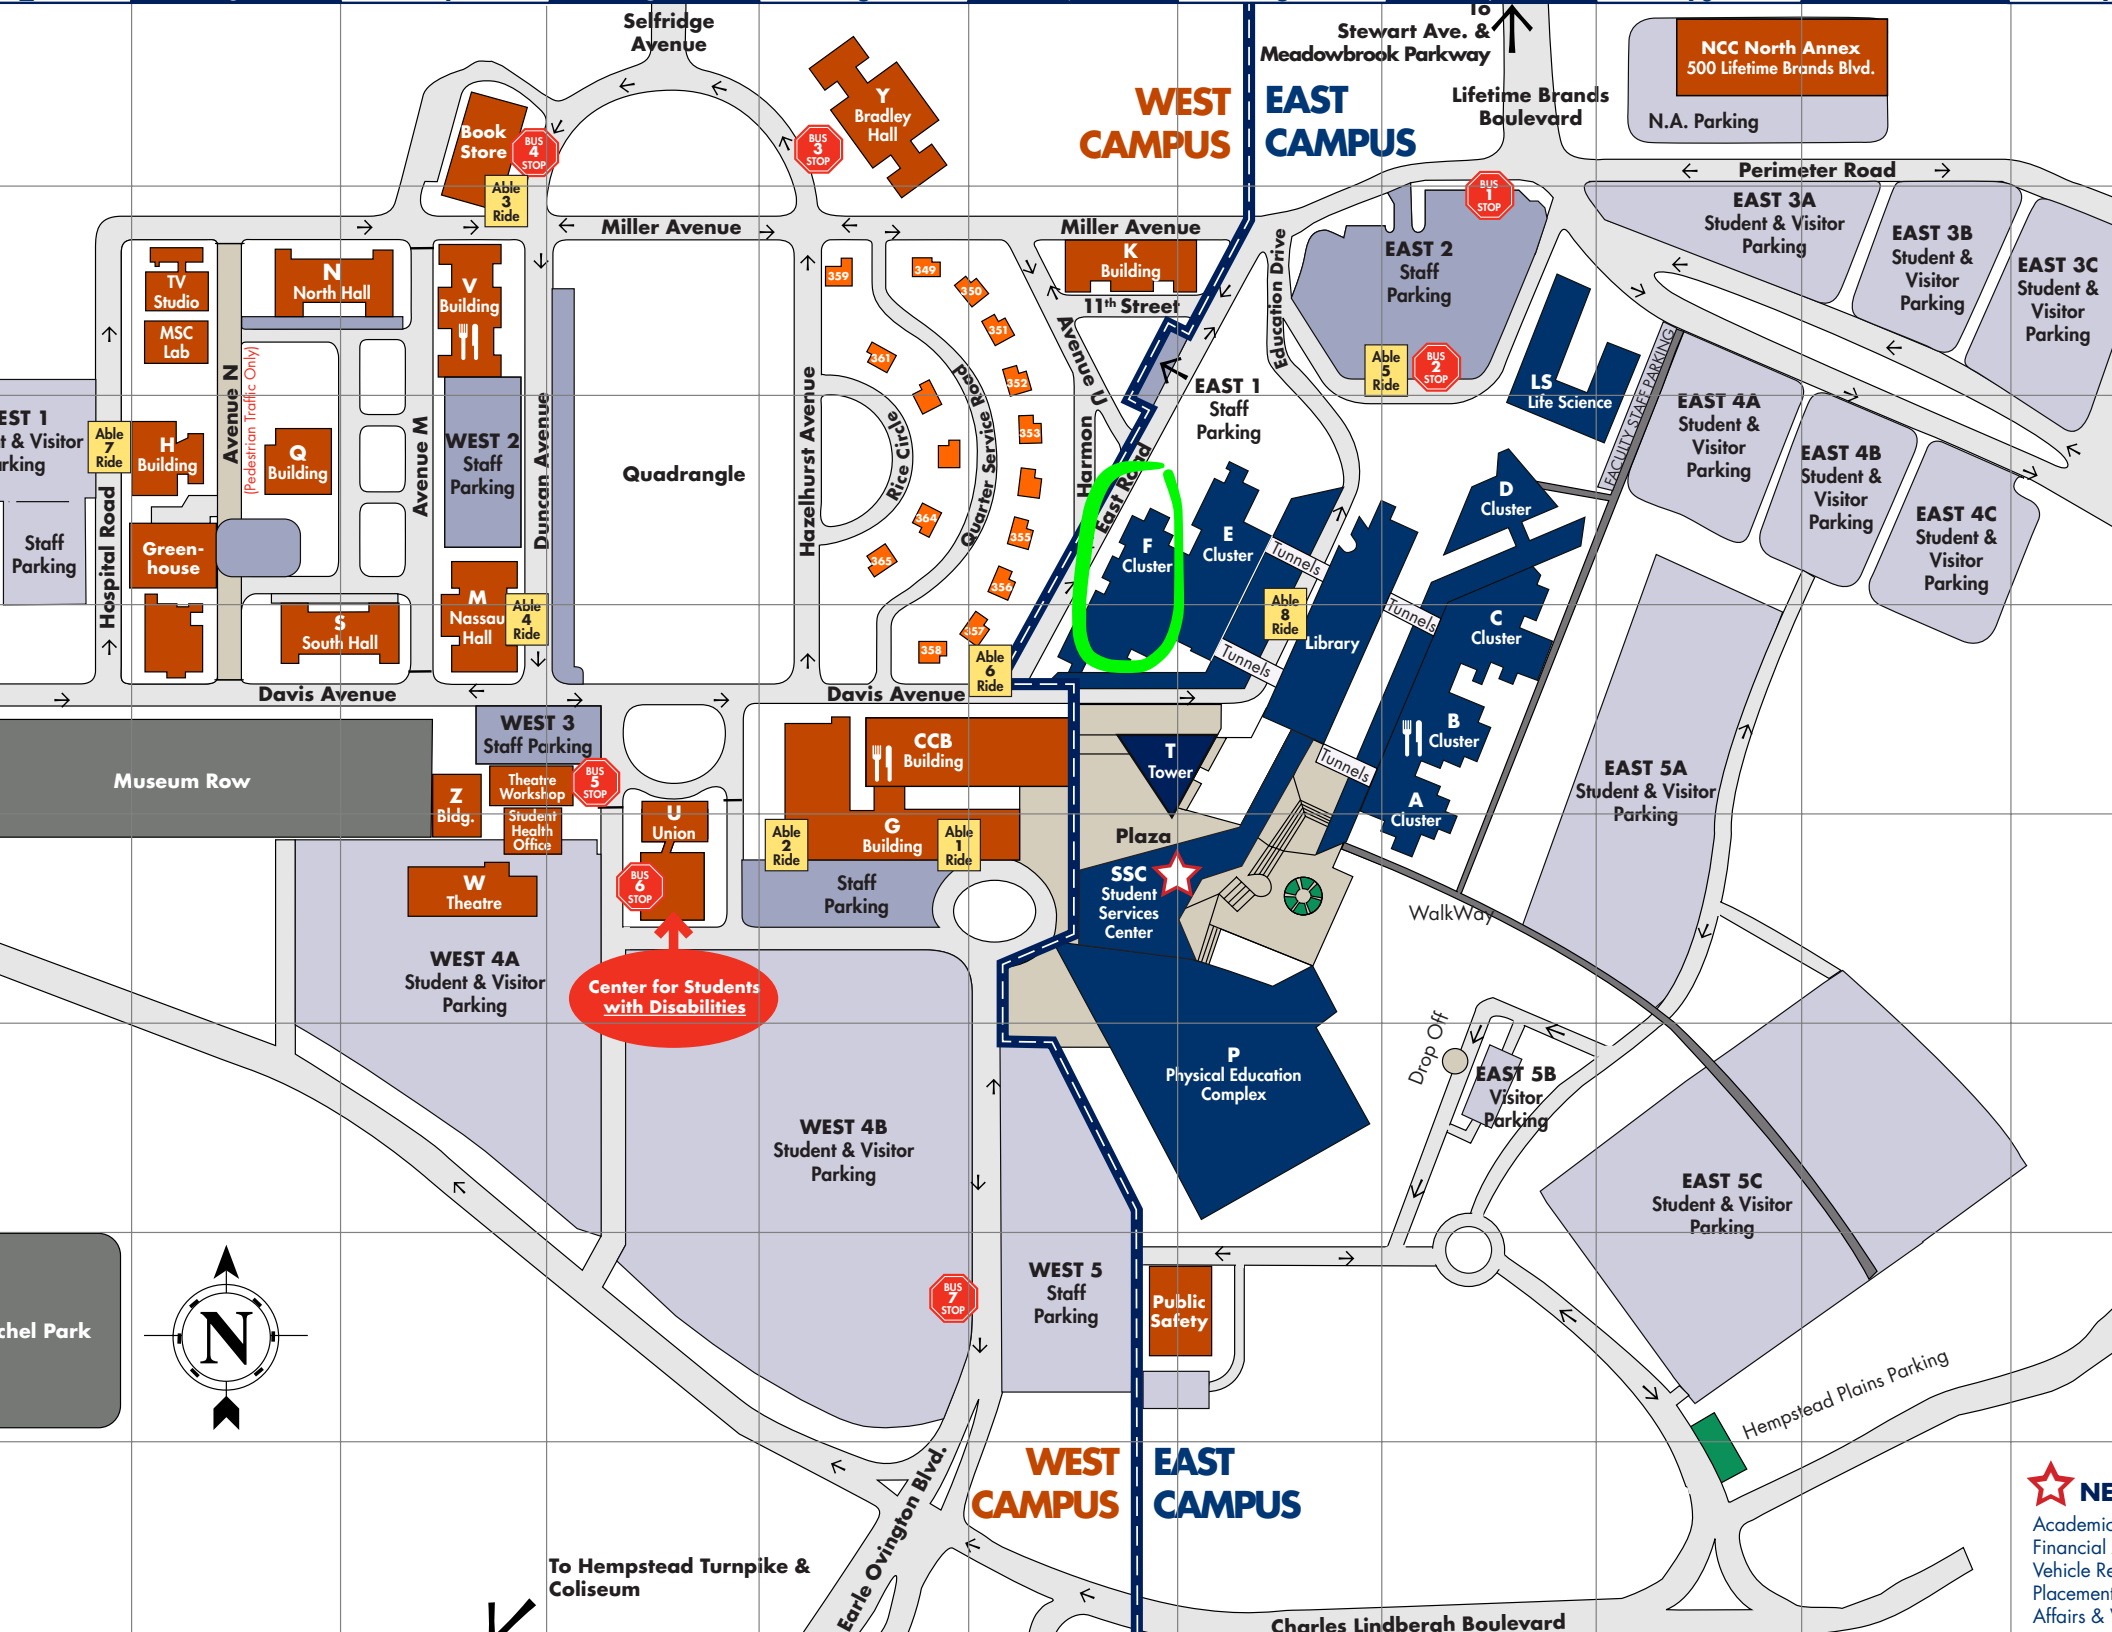 Selfridge
Avenue
To
Stewart Ave. &
Meadowbrook Parkway
NCC North Annex
500 Lifetime Brands Blvd.
N.A. Parking
Lifetime Brands
Boulevard
WEST
CAMPUS
EAST
CAMPUS
Y
Bradley
Hall
Book
Store
BUS
4
STOP
BUS
3
STOP
Able
3
Ride
BUS
1
STOP
Perimeter Road
EAST 3A
Student & Visitor
Parking
EAST 3B
Student &
Visitor
Parking
EAST 3C
Student &
Visitor
Parking
Miller Avenue
Miller Avenue
K
Building
11th Street
EAST 2
Staff
Parking
Education Drive
TV
Studio
MSC
Lab
N
North Hall
V
Building
359
349
350
351
352
353
355
356
357
358
361
364
365
Avenue U
Able
5
Ride
BUS
2
STOP
LS
Life Science
FACULTY STAFF PARKING
EAST 1
Staff
Parking
EAST 4A
Student &
Visitor
Parking
EAST 4B
Student &
Visitor
Parking
EAST 4C
Student &
Visitor
Parking
EST 1
t & Visitor
rking
Able
7
Ride
H
Building
Avenue N
(Pedestrian Traffic Only)
Q
Building
Avenue M
WEST 2
Staff
Parking
Duncan Avenue
Quadrangle
Hazelhurst Avenue
Rice Circle
Quarter Service Road
Harmon
East Road
Staff
Parking
Hospital Road
Green-
house
F
Cluster
E
Cluster
D
Cluster
Tunnels
Tunnels
Tunnels
Tunnels
Able
8
Ride
Library
C
Cluster
B
Cluster
A
Cluster
S
South Hall
M
Nassau
Hall
Able
4
Ride
Able
6
Ride
Davis Avenue
Davis Avenue
WEST 3
Staff Parking
Museum Row
Z
Bldg.
Theatre
Workshop
BUS
5
STOP
Student
Health
Office
U
Union
CCB
Building
T
Tower
G
Building
Able
2
Ride
Able
1
Ride
Plaza
EAST 5A
Student & Visitor
Parking
W
Theatre
BUS
6
STOP
Staff
Parking
SSC
Student
Services
Center
WalkWay
WEST 4A
Student & Visitor
Parking
Center for Students
with Disabilities
P
Physical Education
Complex
Drop Off
EAST 5B
Visitor
Parking
WEST 4B
Student & Visitor
Parking
EAST 5C
Student & Visitor
Parking
WEST 5
Staff
Parking
BUS
7
STOP
Public
Safety
chel Park
N
Hempstead Plains Parking
WEST
CAMPUS
EAST
CAMPUS
Earle Ovington Blvd.
To Hempstead Turnpike &
Coliseum
Charles Lindbergh Boulevard
NE
Academic
Financial
Vehicle Re
Placement
Affairs & V